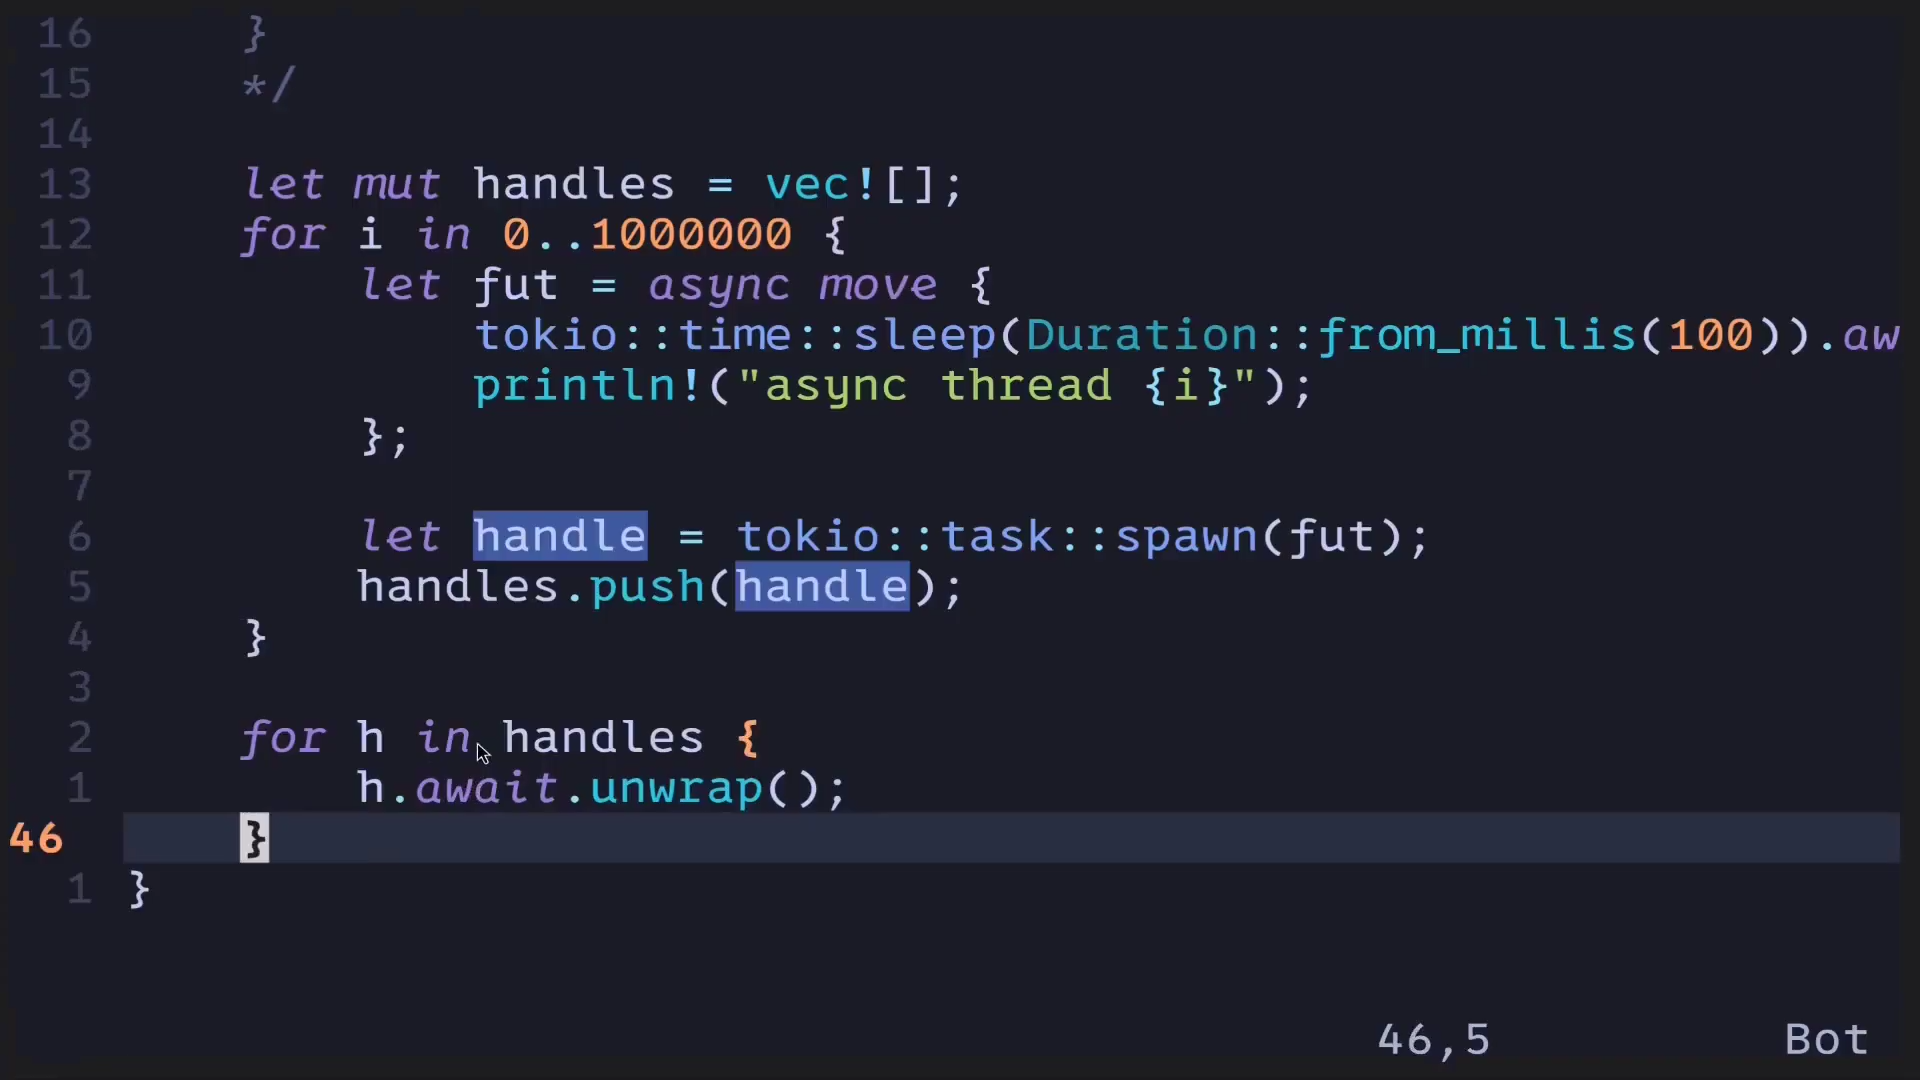 16     }
15     */
14
13     let mut handles = vec![];
12     for i in 0..1000000 {
11         let fut = async move {
10             tokio::time::sleep(Duration::from_millis(100)).aw
9             println!("async thread {i}");
8         };
7
6         let handle = tokio::task::spawn(fut);
5         handles.push(handle);
4     }
3
2     for h in handles {
1         h.await.unwrap();
46     }
1 }
46,5 Bot